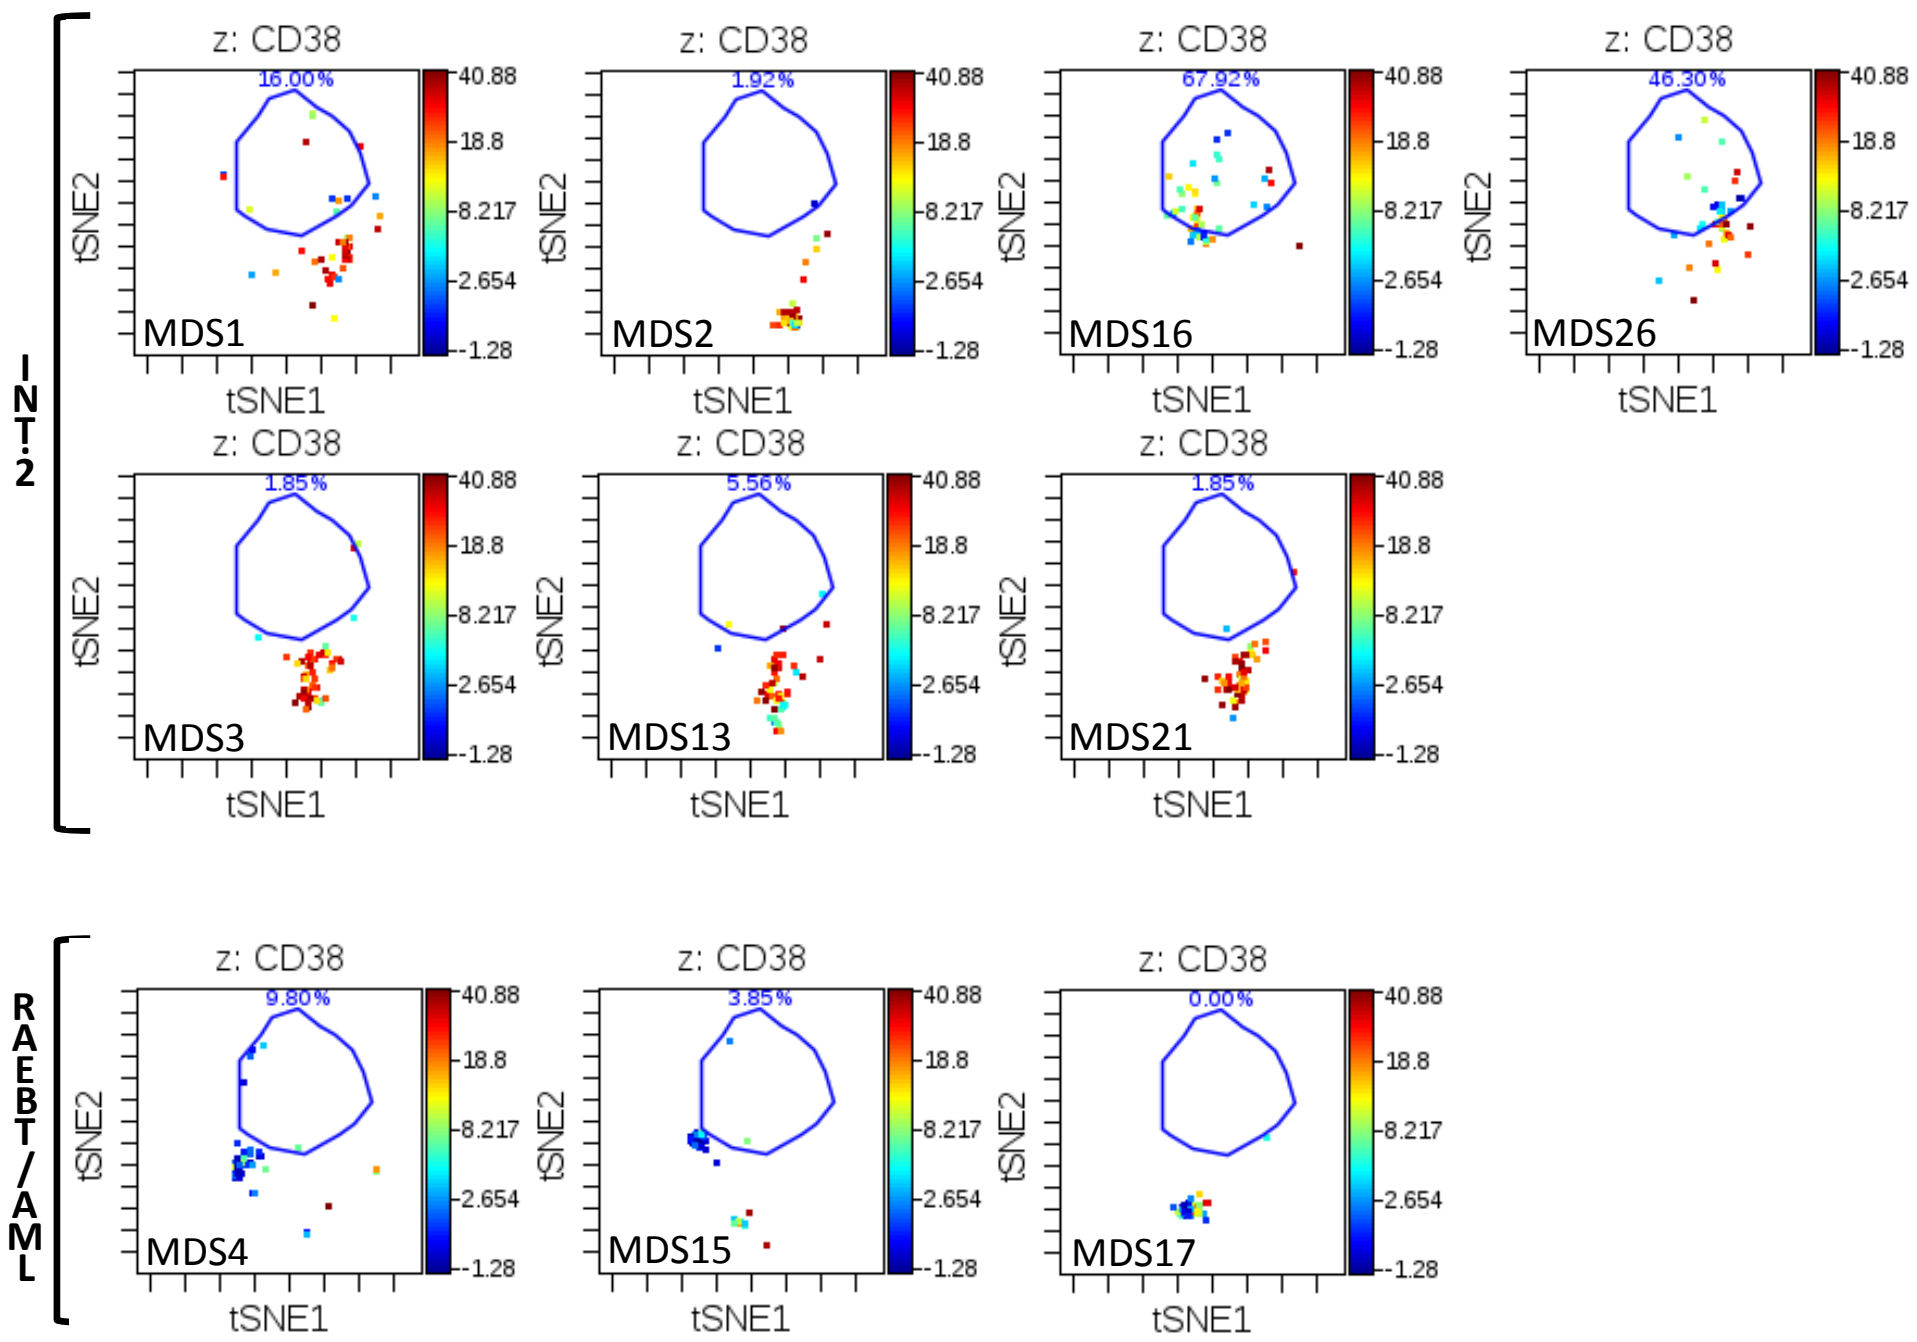 INT.2
z: CD38
16.00%
40.88
18.8
8.217
2.654
--1.28
tSNE2
MDS1
tSNE1
z: CD38
1.92%
40.88
18.8
8.217
2.654
--1.28
tSNE2
MDS2
tSNE1
z: CD38
67.92%
40.88
18.8
8.217
2.654
--1.28
tSNE2
MDS16
tSNE1
z: CD38
46.30%
40.88
18.8
8.217
2.654
--1.28
tSNE2
MDS26
tSNE1
z: CD38
1.85%
40.88
18.8
8.217
2.654
--1.28
tSNE2
MDS3
tSNE1
z: CD38
5.56%
40.88
18.8
8.217
2.654
--1.28
tSNE2
MDS13
tSNE1
z: CD38
1.85%
40.88
18.8
8.217
2.654
--1.28
tSNE2
MDS21
tSNE1
RAEBT/AML
z: CD38
9.80%
40.88
18.8
8.217
2.654
--1.28
tSNE2
MDS4
tSNE1
z: CD38
3.85%
40.88
18.8
8.217
2.654
--1.28
tSNE2
MDS15
tSNE1
z: CD38
0.00%
40.88
18.8
8.217
2.654
--1.28
tSNE2
MDS17
tSNE1